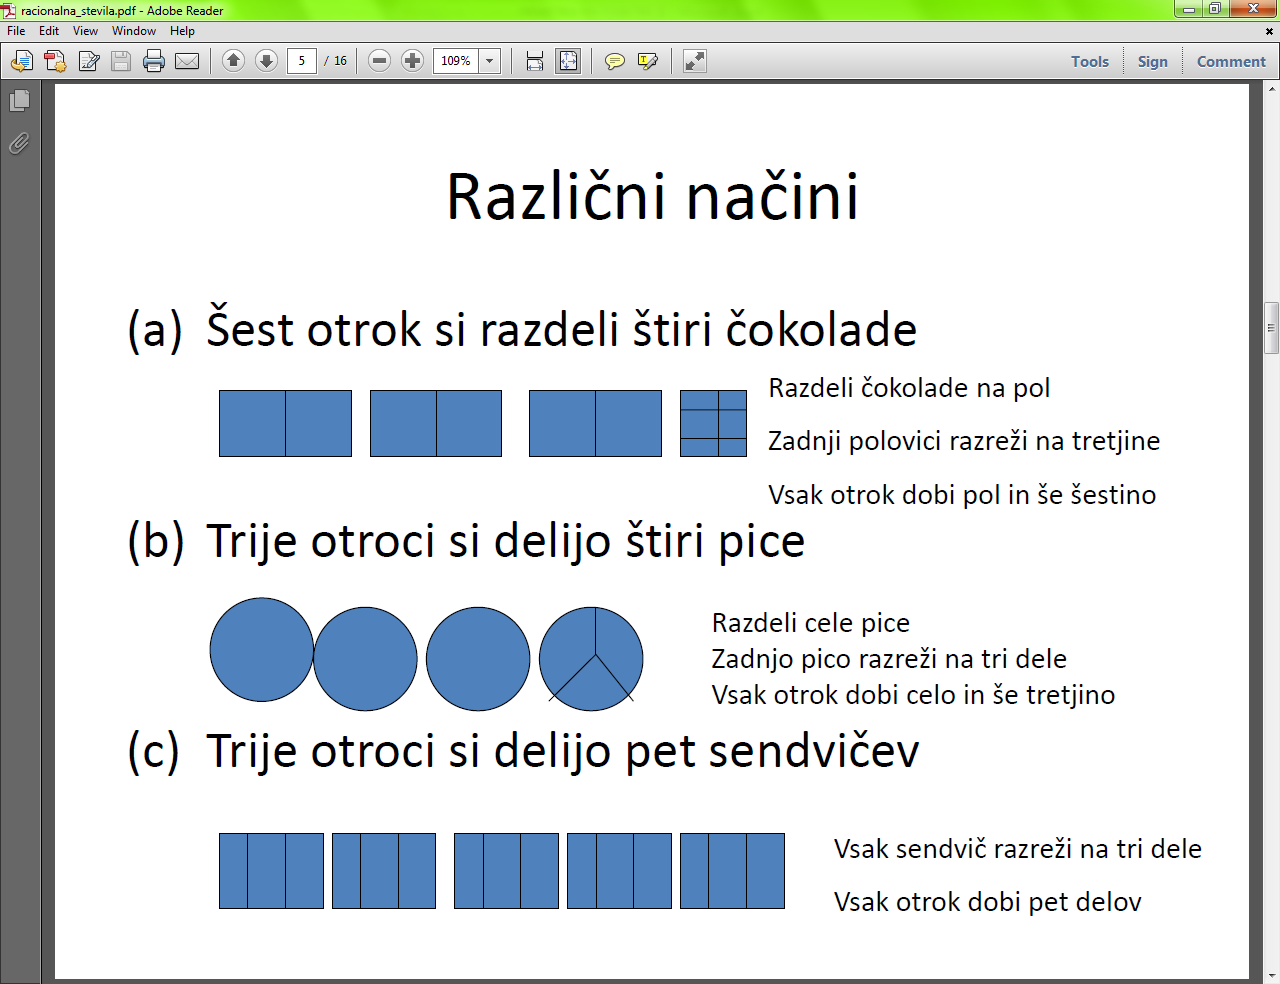 racionalna_stevila.pdf - Adobe Reader
File Edit View Window Help
5 / 16 109% Tools Sign Comment
Različni načini
(a) Šest otrok si razdeli štiri čokolade
Razdeli čokolade na pol
Zadnji polovici razreži na tretjine
Vsak otrok dobi pol in še šestino
(b) Trije otroci si delijo štiri pice
Razdeli cele pice
Zadnjo pico razreži na tri dele
Vsak otrok dobi celo in še tretjino
(c) Trije otroci si delijo pet sendvičev
Vsak sendvič razreži na tri dele
Vsak otrok dobi pet delov